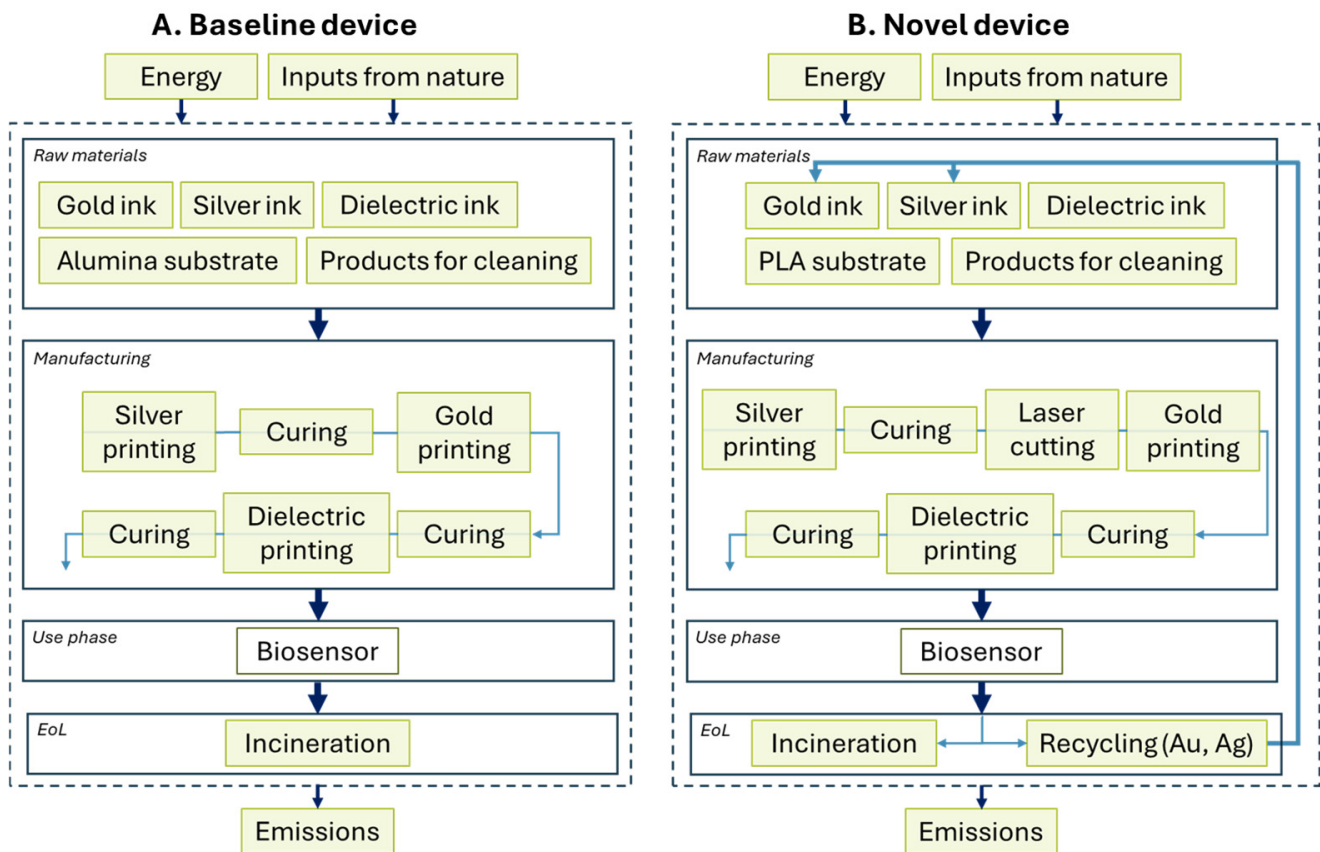 A. Baseline device
Energy
Inputs from nature
Raw materials
Gold ink
Silver ink
Dielectric ink
Alumina substrate
Products for cleaning
Manufacturing
Silver
printing
Curing
Gold
printing
Curing
Dielectric
printing
Curing
Use phase
Biosensor
EoL
Incineration
Emissions
B. Novel device
Energy
Inputs from nature
Raw materials
Gold ink
Silver ink
Dielectric ink
PLA substrate
Products for cleaning
Manufacturing
Silver
printing
Curing
Laser
cutting
Gold
printing
Curing
Dielectric
printing
Curing
Use phase
Biosensor
EoL
Incineration
Recycling (Au, Ag)
Emissions